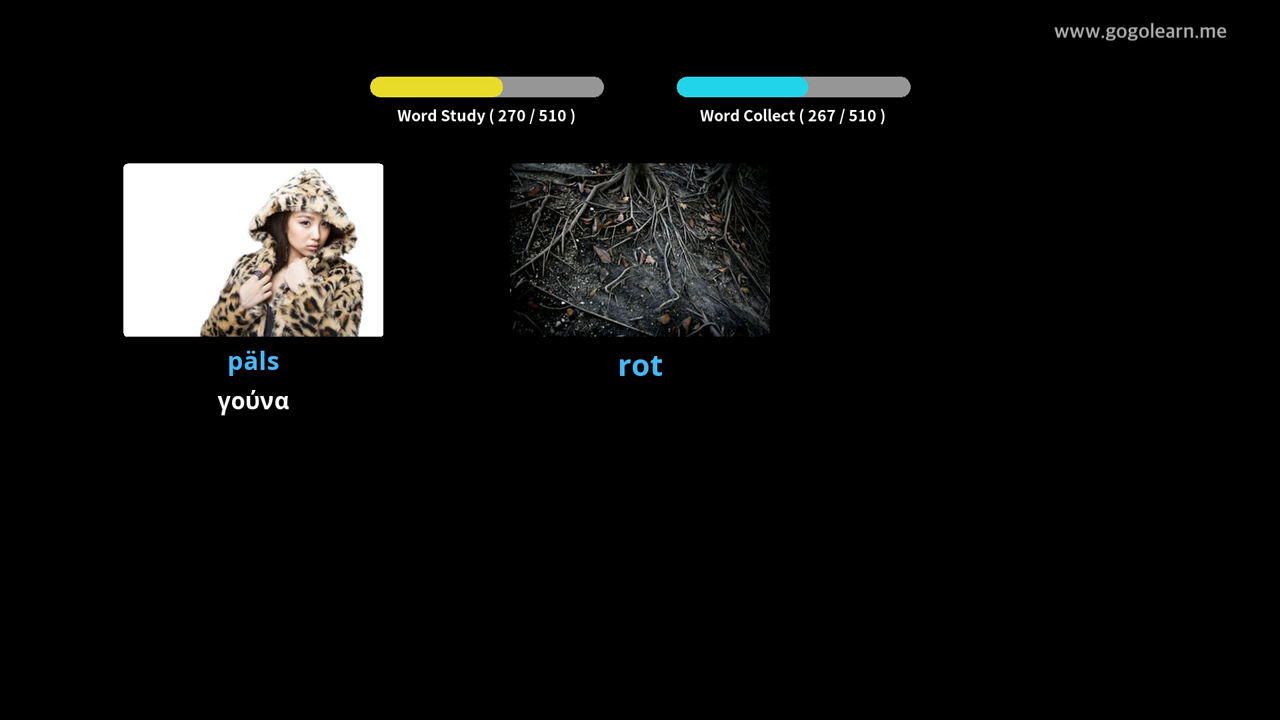 www.gogolearn.me
Word Study ( 270 / 510 )
Word Collect ( 267 / 510 )
päls
γούνα
rot